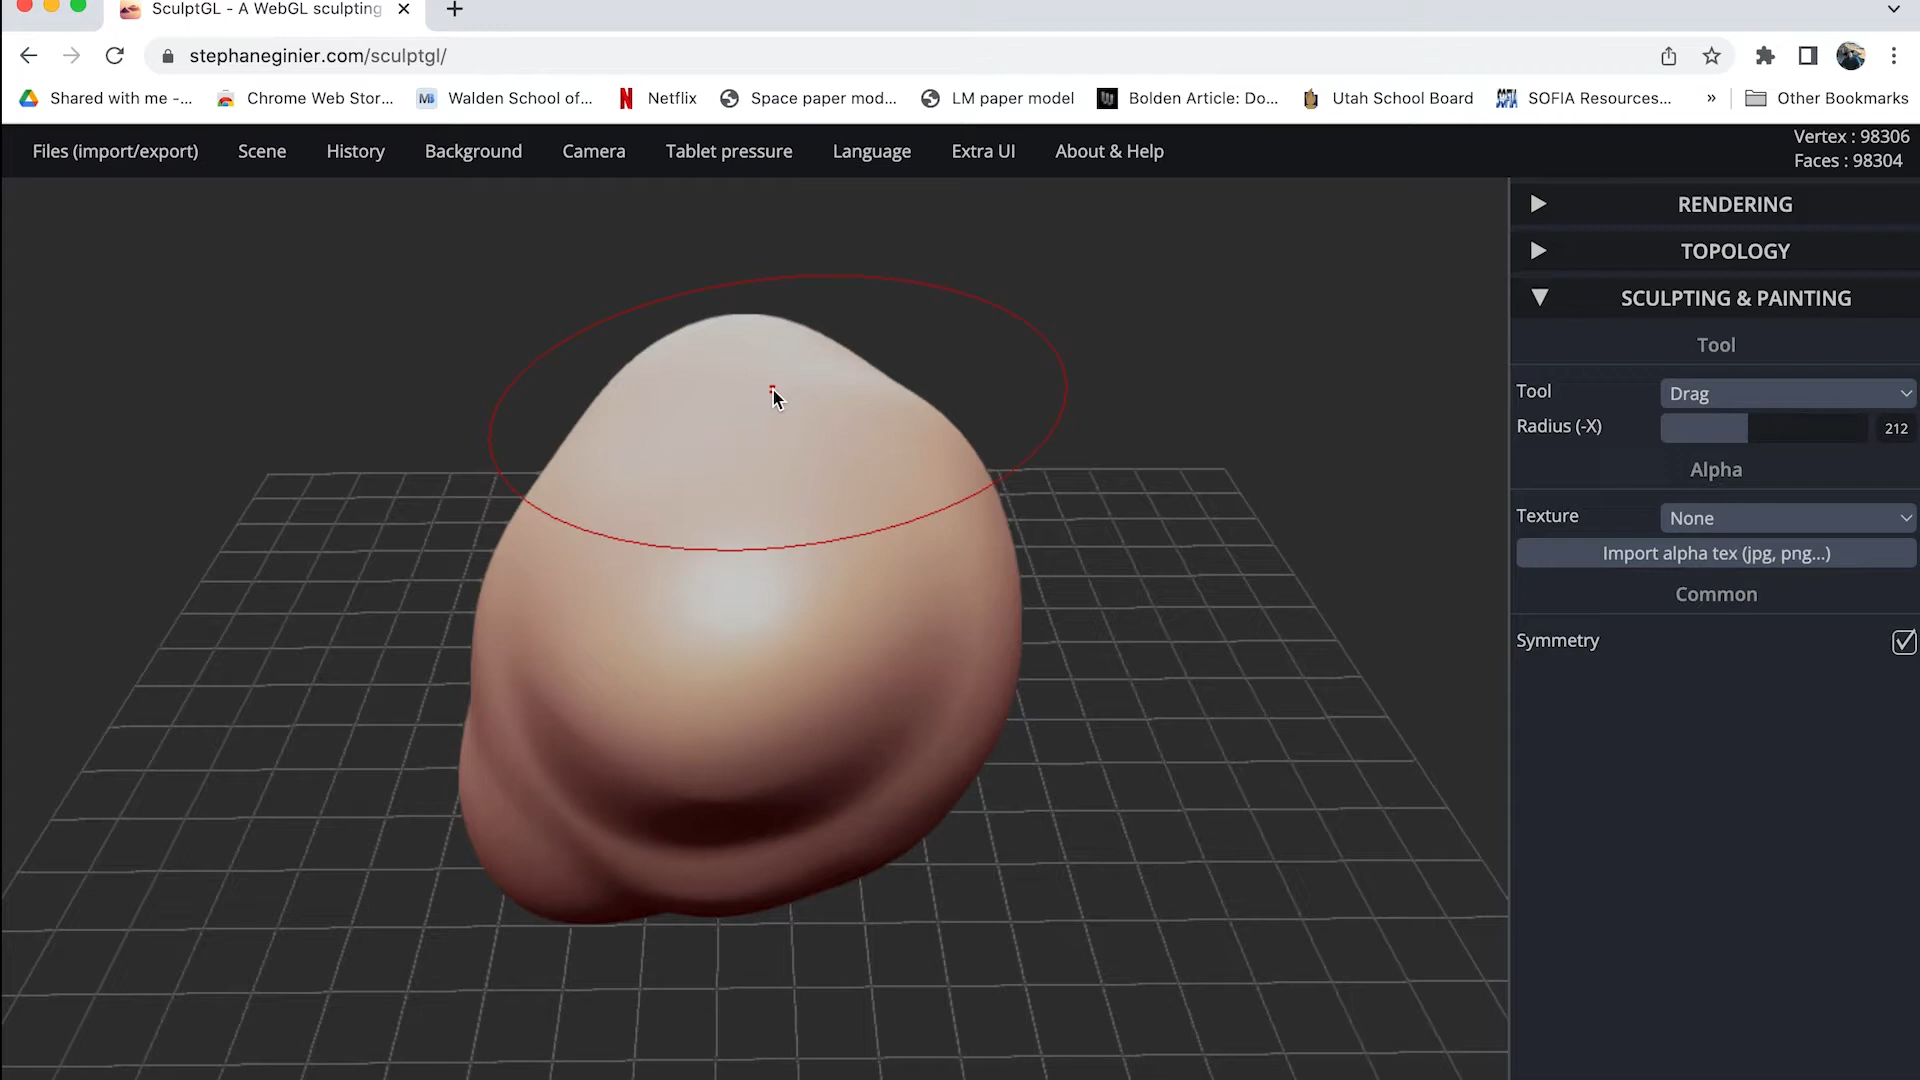 SculptGL - A WebGL sculpting
stephaneginier.com/sculptgl/
Shared with me -... Chrome Web Stor... Walden School of... Netflix Space paper mod... LM paper model Bolden Article: Do... Utah School Board SOFIA Resources... » Other Bookmarks
Files (import/export) Scene History Background Camera Tablet pressure Language Extra UI About & Help
Vertex : 98306
Faces : 98304
RENDERING
TOPOLOGY
SCULPTING & PAINTING
Tool
Tool Drag
Radius (-X) 212
Alpha
Texture None
Import alpha tex (jpg, png...)
Common
Symmetry